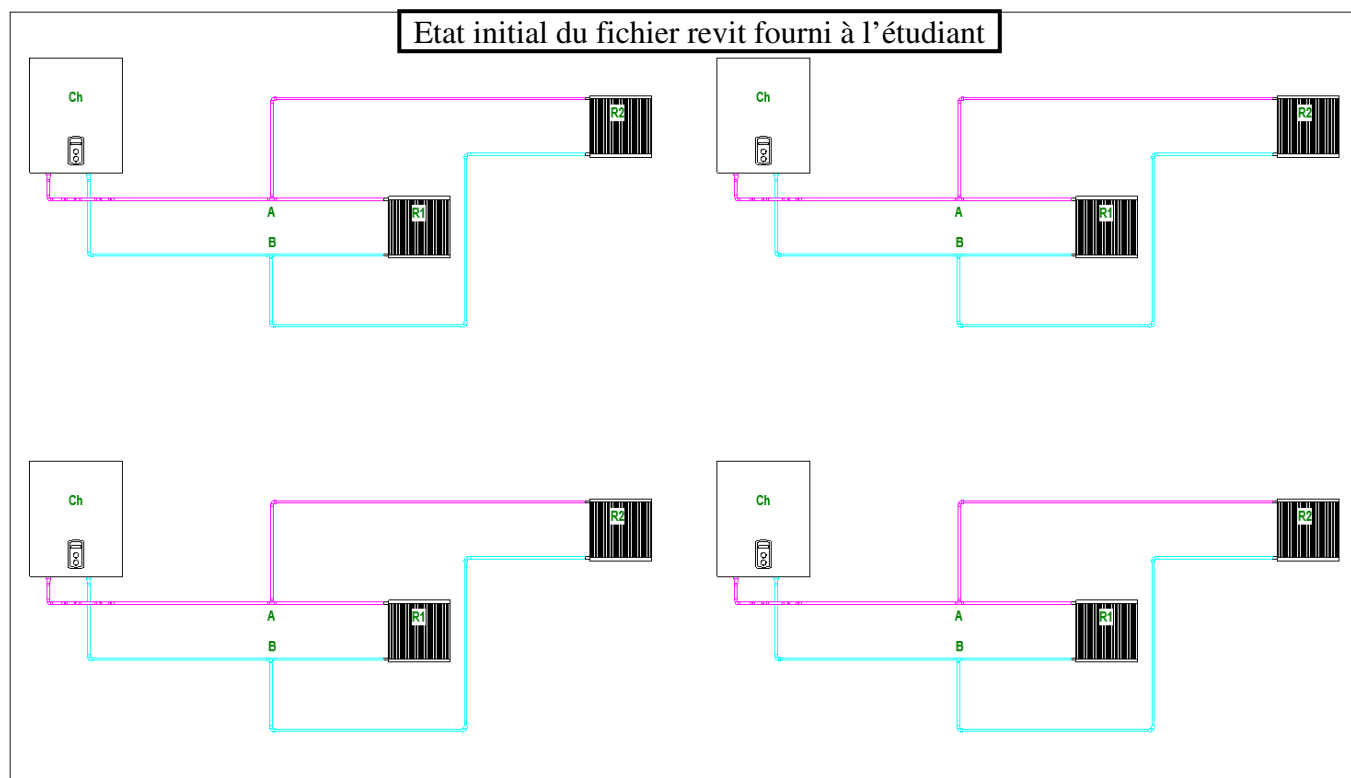 Etat initial du fichier revit fourni à l’étudiant
Ch
R2
A
R1
B
Ch
R2
A
R1
B
Ch
R2
A
R1
B
Ch
R2
A
R1
B